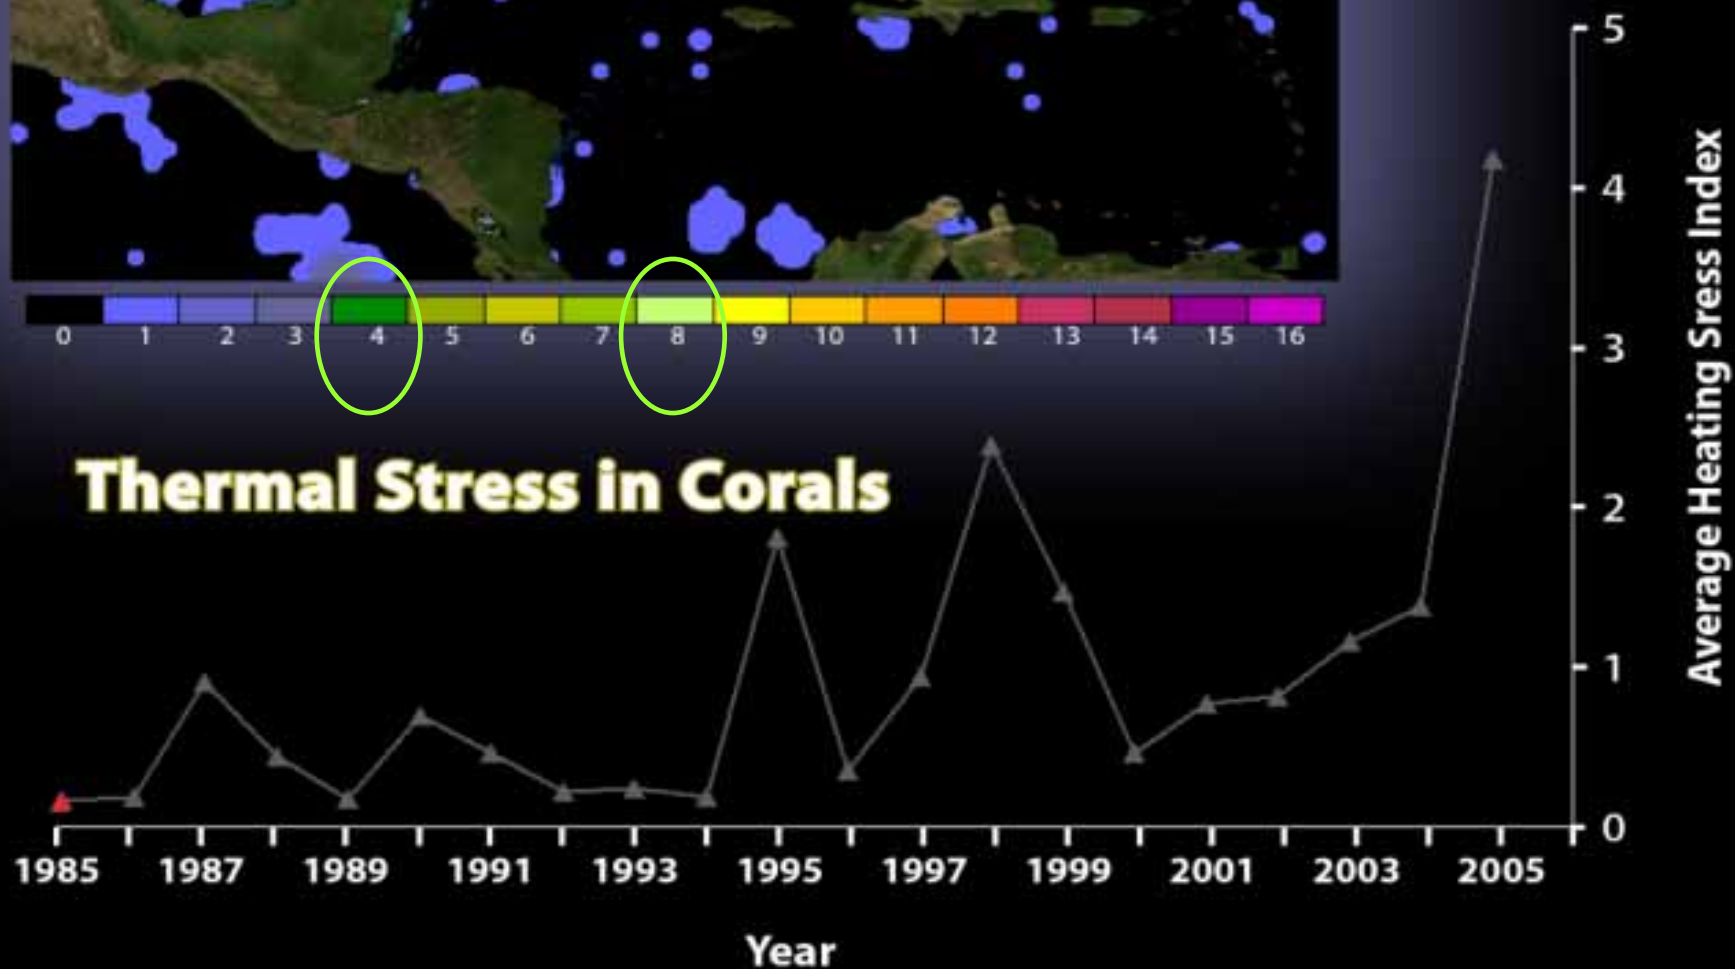 5
4
3
2
1
0
Average Heating Sress Index
0 1 2 3 4 5 6 7 8 9 10 11 12 13 14 15 16
Thermal Stress in Corals
1985 1987 1989 1991 1993 1995 1997 1999 2001 2003 2005
Year